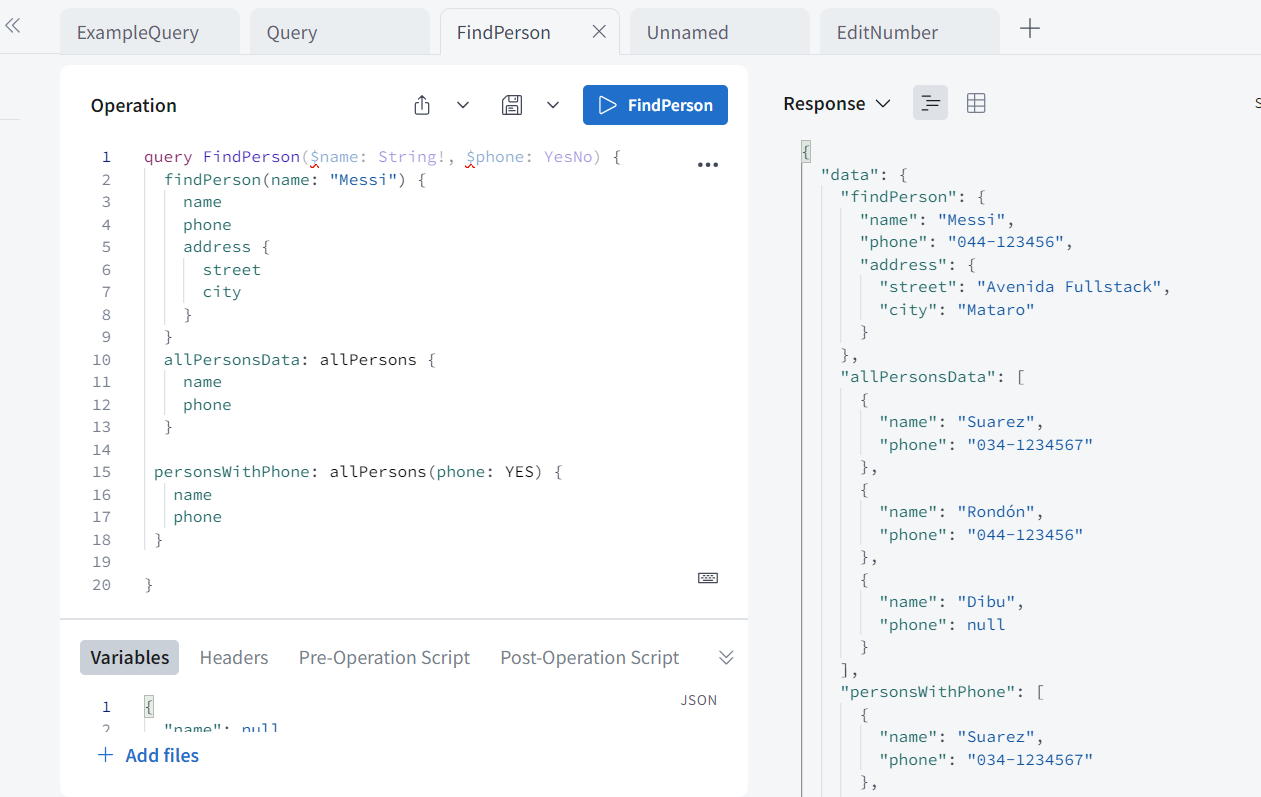 ExampleQuery
Query
FindPerson
Unnamed
EditNumber
Operation
FindPerson
1 query FindPerson($name: String!, $phone: YesNo) {
2 findPerson(name: "Messi") {
3 name
4 phone
5 address {
6 street
7 city
8 }
9 }
10 allPersonsData: allPersons {
11 name
12 phone
13 }
14
15 personsWithPhone: allPersons(phone: YES) {
16 name
17 phone
18 }
19
20 }
Variables
Headers
Pre-Operation Script
Post-Operation Script
JSON
1 {
2 "name": null
Add files
Response
S
{
"data": {
"findPerson": {
"name": "Messi",
"phone": "044-123456",
"address": {
"street": "Avenida Fullstack",
"city": "Mataro"
}
},
"allPersonsData": [
{
"name": "Suarez",
"phone": "034-1234567"
},
{
"name": "Rondón",
"phone": "044-123456"
},
{
"name": "Dibu",
"phone": null
}
],
"personsWithPhone": [
{
"name": "Suarez",
"phone": "034-1234567"
},